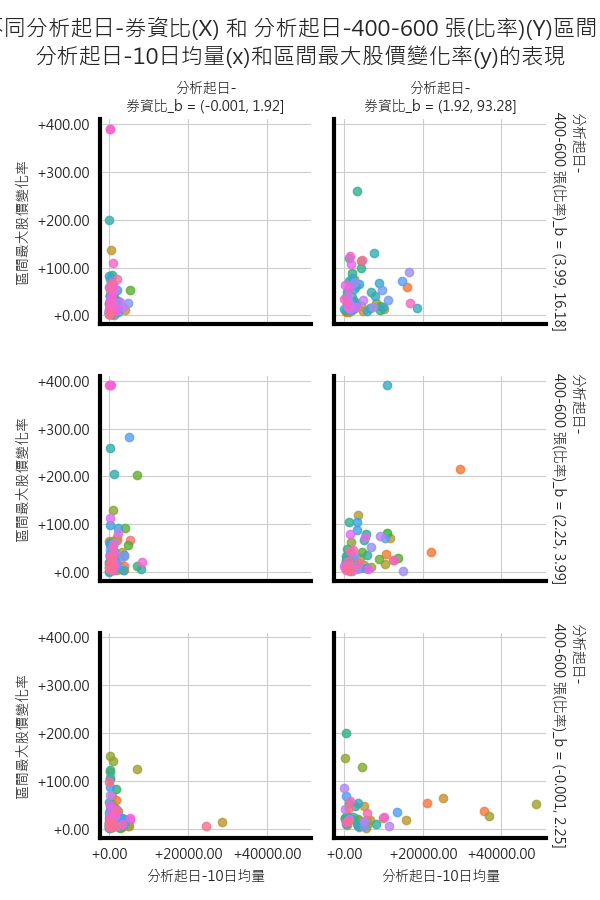 同分析起日-券資比(X) 和 分析起日-400-600 張(比率)(Y)區間
分析起日-10日均量(x)和區間最大股價變化率(y)的表現
分析起日-
券資比_b = (-0.001, 1.92]
分析起日-
券資比_b = (1.92, 93.28]
+400.00
+300.00
+200.00
+100.00
+0.00
區間最大股價變化率
分析起日-
400-600 張(比率)_b = (3.99, 16.18]
+400.00
+300.00
+200.00
+100.00
+0.00
區間最大股價變化率
分析起日-
400-600 張(比率)_b = (2.25, 3.99]
+400.00
+300.00
+200.00
+100.00
+0.00
區間最大股價變化率
分析起日-
400-600 張(比率)_b = (-0.001, 2.25]
+0.00
+20000.00
+40000.00
+0.00
+20000.00
+40000.00
分析起日-10日均量
分析起日-10日均量